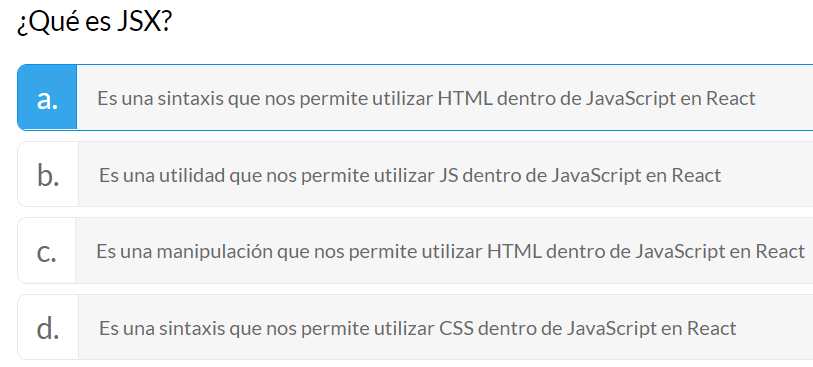 ¿Qué es JSX?
a. Es una sintaxis que nos permite utilizar HTML dentro de JavaScript en React
b. Es una utilidad que nos permite utilizar JS dentro de JavaScript en React
c. Es una manipulación que nos permite utilizar HTML dentro de JavaScript en React
d. Es una sintaxis que nos permite utilizar CSS dentro de JavaScript en React